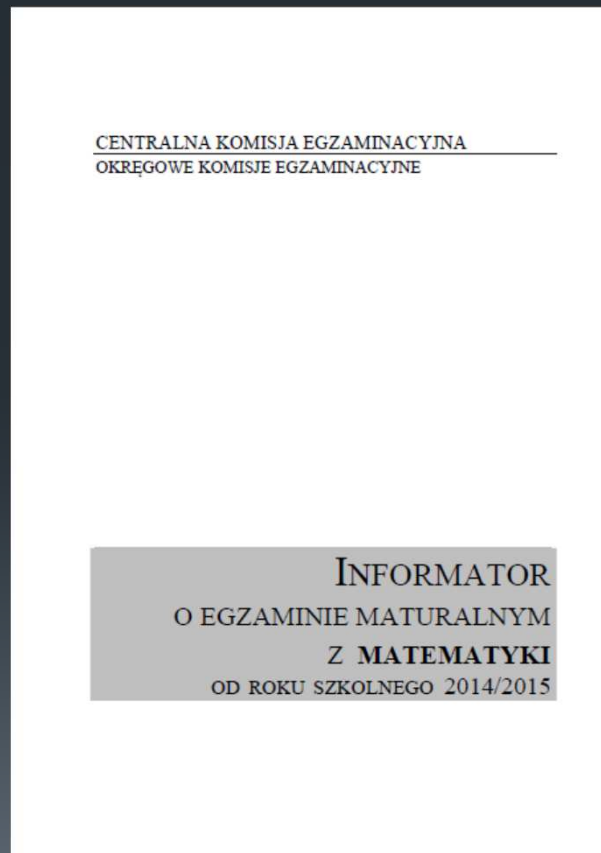 CENTRALNA KOMISJA EGZAMINACYJNA
OKRĘGOWE KOMISJE EGZAMINACYJNE
INFORMATOR
O EGZAMINIE MATURALNYM
Z MATEMATYKI
OD ROKU SZKOLNEGO 2014/2015